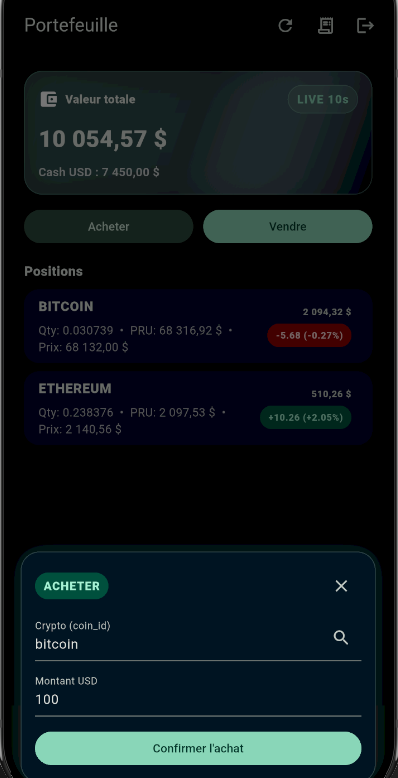 Portefeuille
Valeur totale
LIVE 10s
10 054,57 $
Cash USD : 7 450,00 $
Acheter
Vendre
Positions
BITCOIN
2 094,32 $
Qty: 0.030739 • PRU: 68 316,92 $ •
-5.68 (-0.27%)
Prix: 68 132,00 $
ETHEREUM
510,26 $
Qty: 0.238376 • PRU: 2 097,53 $ •
+10.26 (+2.05%)
Prix: 2 140,56 $
ACHETER
Crypto (coin_id)
bitcoin
Montant USD
100
Confirmer l'achat